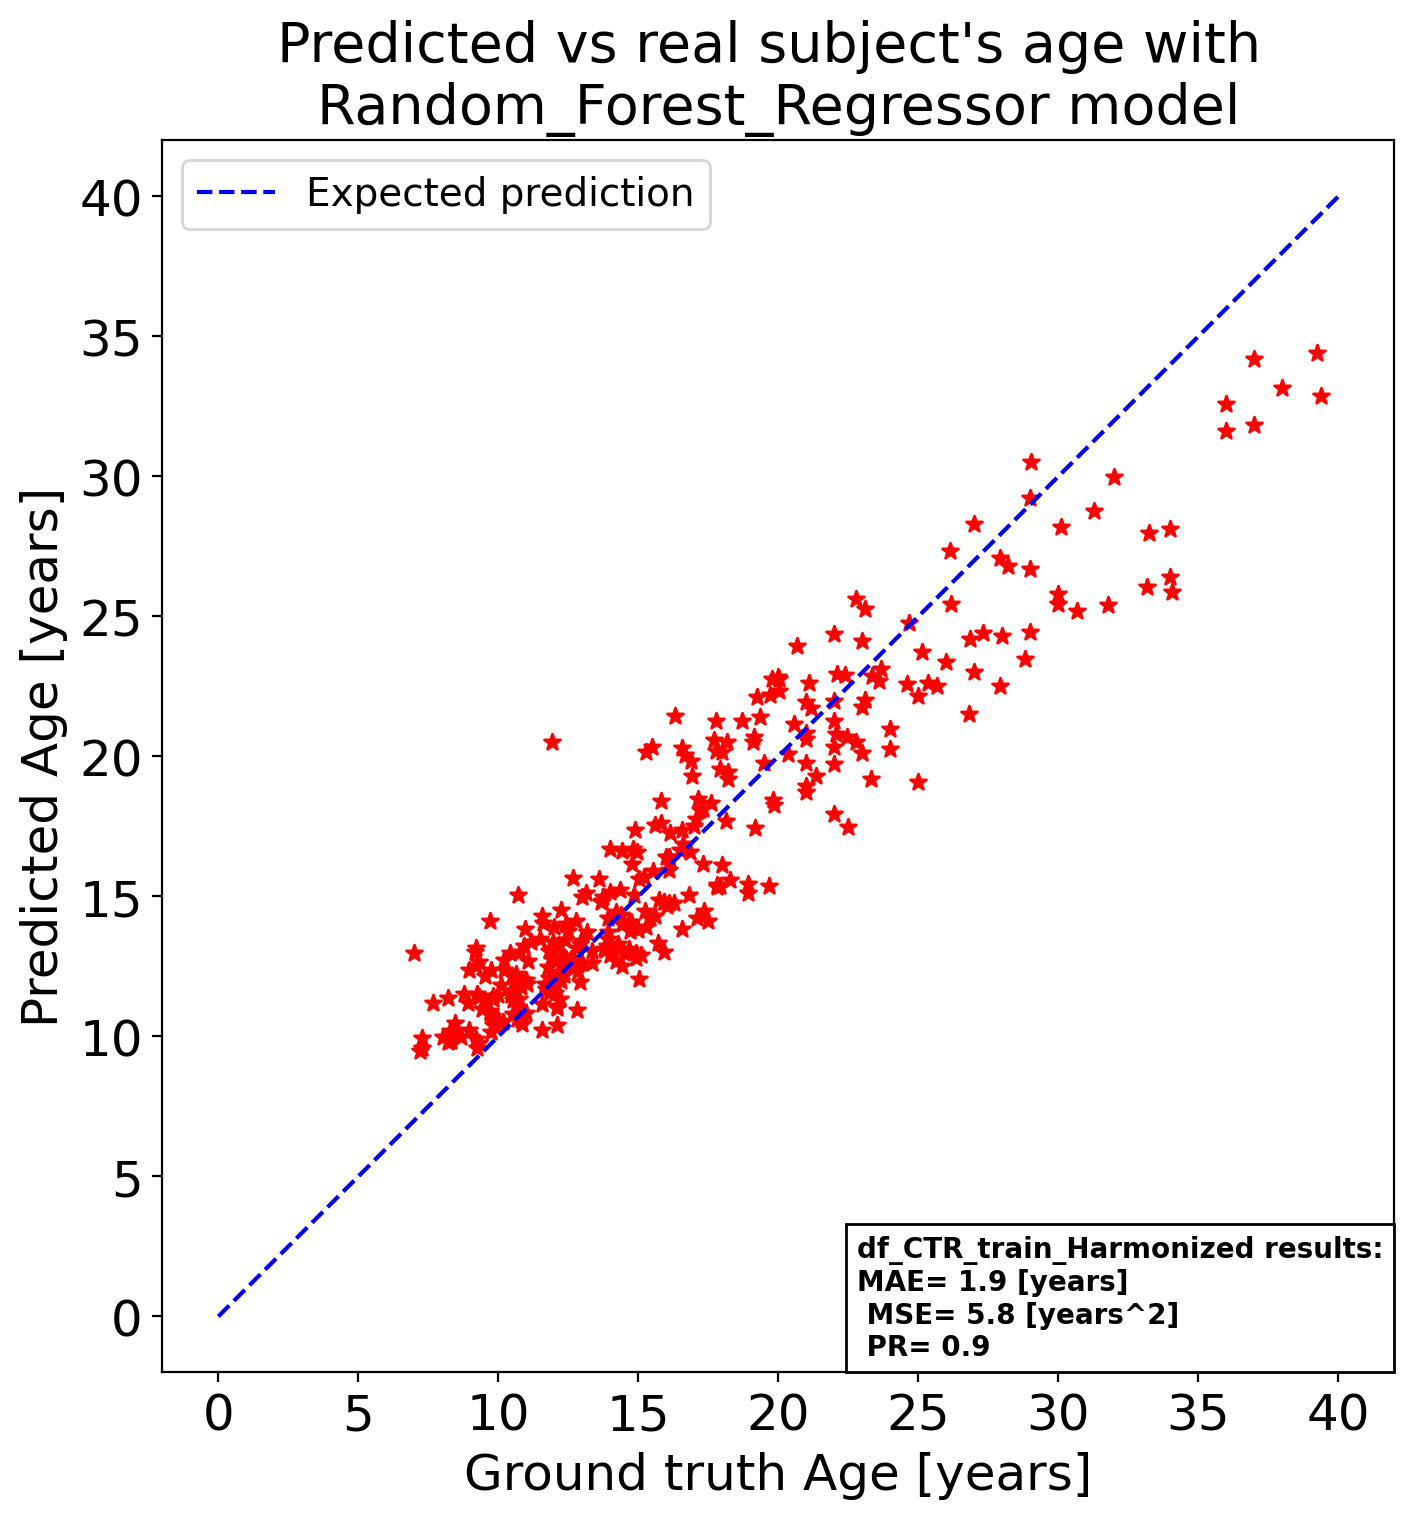 Predicted vs real subject's age with
Random_Forest_Regressor model
Expected prediction
40
35
30
25
20
15
10
5
0
Predicted Age [years]
df_CTR_train_Harmonized results:
MAE= 1.9 [years]
MSE= 5.8 [years^2]
PR= 0.9
0 5 10 15 20 25 30 35 40
Ground truth Age [years]